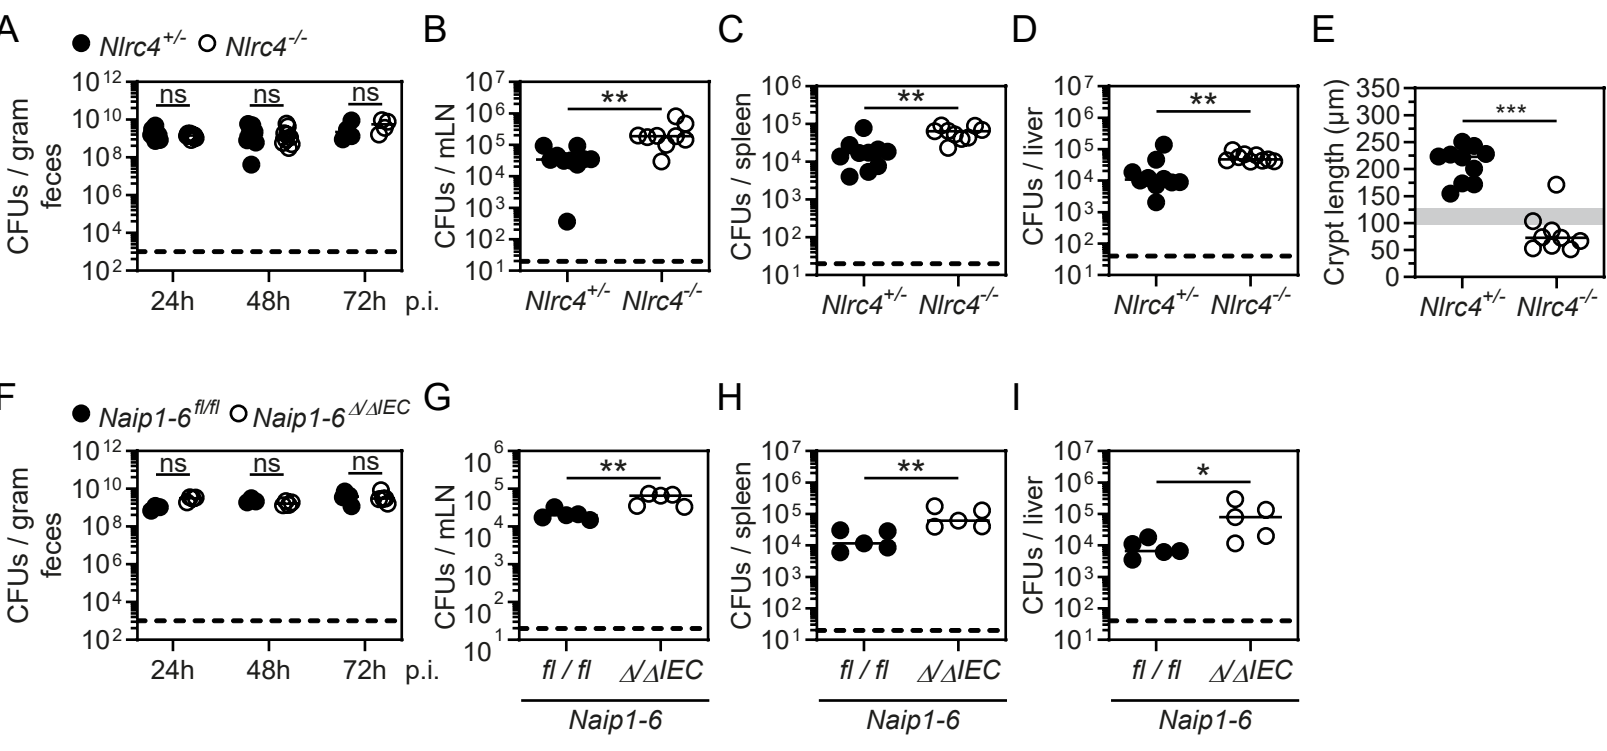 A
● Nlrc4+/- ○ Nlrc4-/-
CFUs / gram
feces
10^12
10^10
10^8
10^6
10^4
10^2
ns
ns
ns
24h 48h 72h p.i.
B
CFUs / mLN
10^7
10^6
10^5
10^4
10^3
10^2
10^1
**
Nlrc4+/- Nlrc4-/-
C
CFUs / spleen
10^6
10^5
10^4
10^3
10^2
10^1
**
Nlrc4+/- Nlrc4-/-
D
CFUs / liver
10^7
10^6
10^5
10^4
10^3
10^2
10^1
**
Nlrc4+/- Nlrc4-/-
E
Crypt length (µm)
350
300
250
200
150
100
50
0
***
Nlrc4+/- Nlrc4-/-
F
● Naip1-6fl/fl ○ Naip1-6Δ/ΔIEC
CFUs / gram
feces
10^12
10^10
10^8
10^6
10^4
10^2
ns
ns
ns
24h 48h 72h p.i.
G
CFUs / mLN
10^6
10^5
10^4
10^3
10^2
10
**
fl / fl Δ/ΔIEC
Naip1-6
H
CFUs / spleen
10^7
10^6
10^5
10^4
10^3
10^2
10^1
**
fl / fl Δ/ΔIEC
Naip1-6
I
CFUs / liver
10^7
10^6
10^5
10^4
10^3
10^2
10^1
*
fl / fl Δ/ΔIEC
Naip1-6